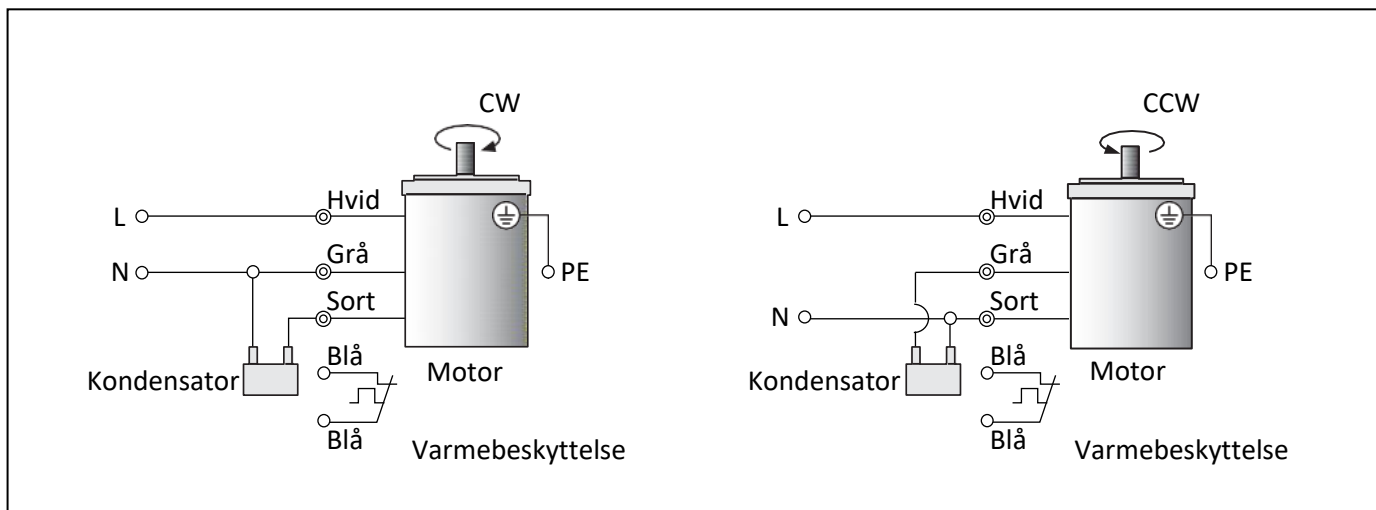 CW
Hvid
L
Grå
N
PE
Sort
Blå
Kondensator
Motor
Blå
Varmebeskyttelse
CCW
Hvid
L
Grå
PE
Sort
N
Blå
Kondensator
Motor
Blå
Varmebeskyttelse